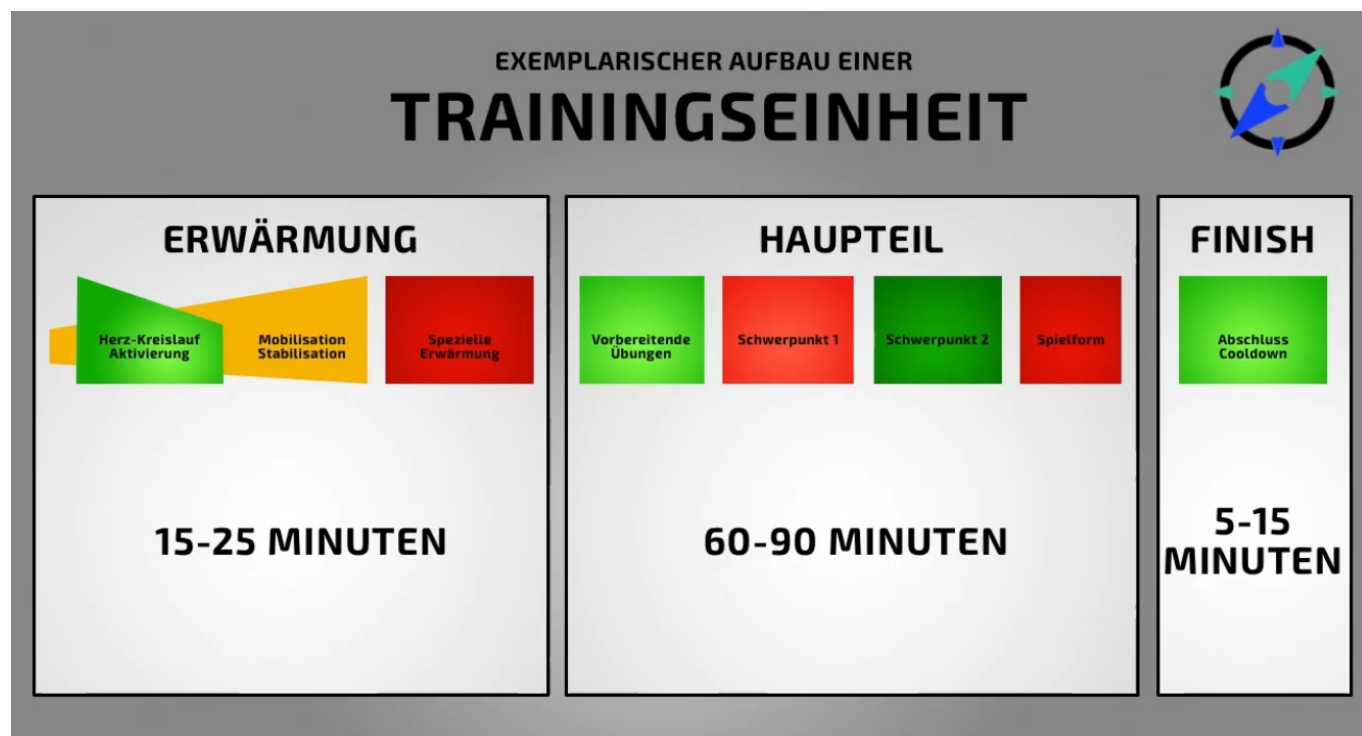 EXEMPLARISCHER AUFBAU EINER
TRAININGSEINHEIT
ERWÄRMUNG
Herz-Kreislauf
Aktivierung
Mobilisation
Stabilisation
Spezielle
Erwärmung
15-25 MINUTEN
HAUPTEIL
Vorbereitende
Übungen
Schwerpunkt 1
Schwerpunkt 2
Spielform
60-90 MINUTEN
FINISH
Abschluss
Cooldown
5-15
MINUTEN